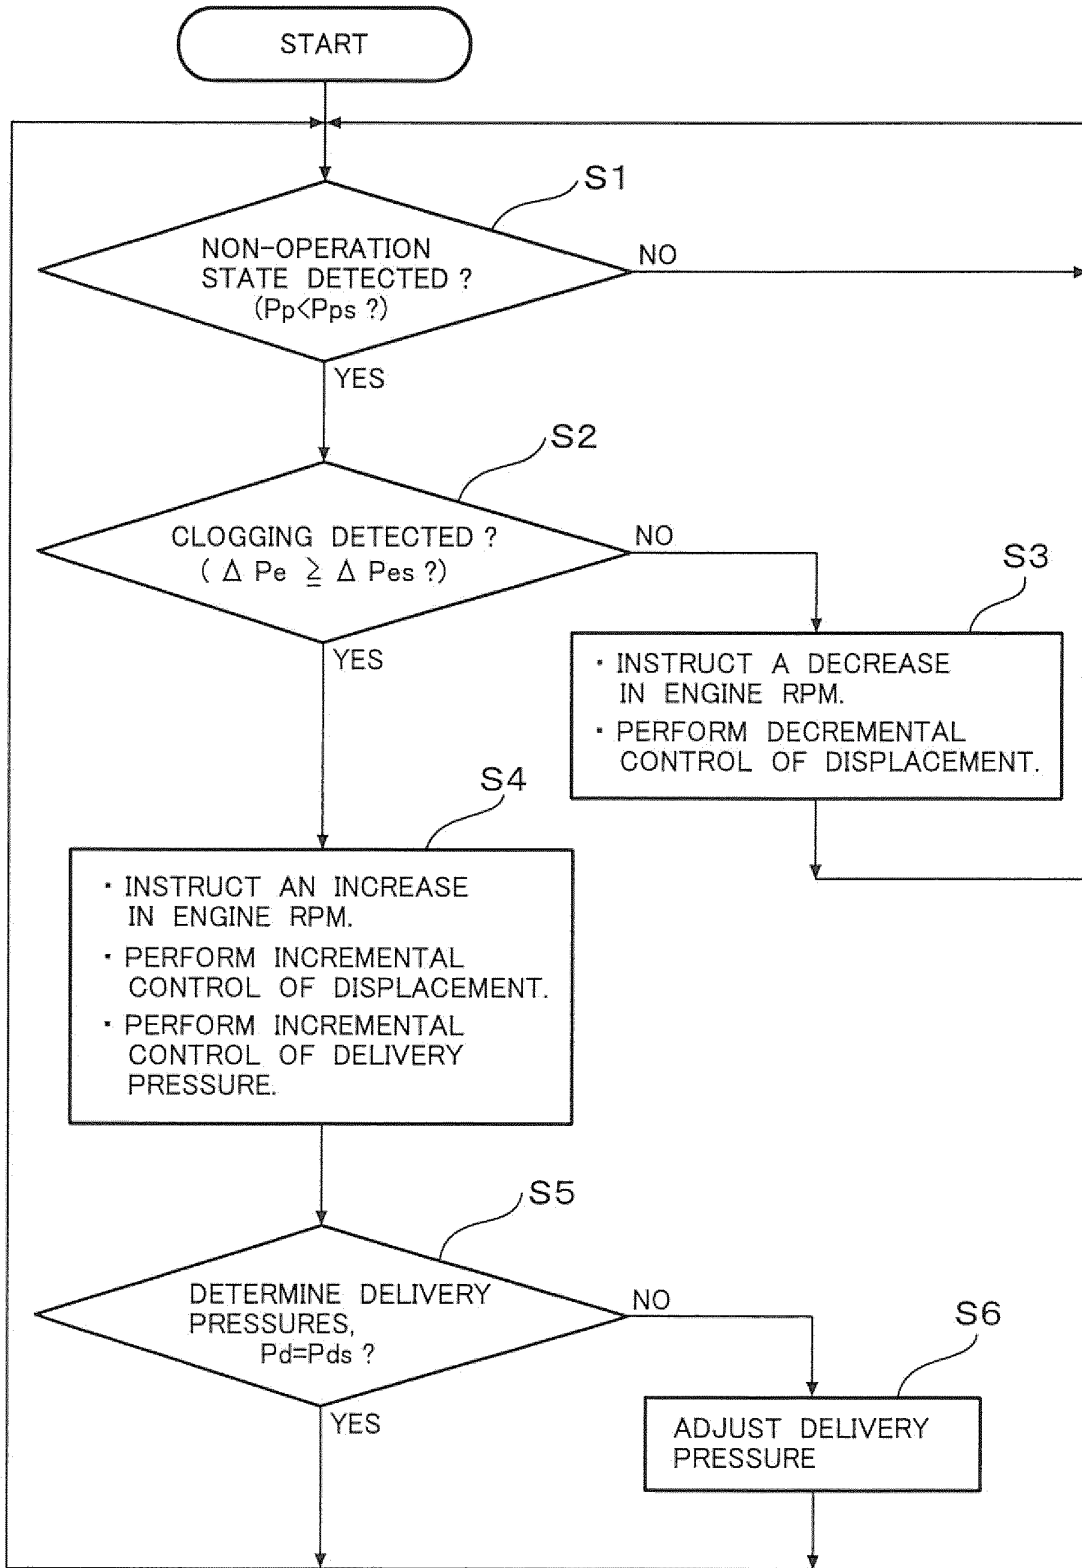 START
S1
NON-OPERATION
STATE DETECTED ?
(Pp<Pps ?)
NO
YES
S2
CLOGGING DETECTED ?
( Δ Pe ≧ Δ Pes ?)
NO
YES
S3
・ INSTRUCT A DECREASE
IN ENGINE RPM.
・ PERFORM DECREMENTAL
CONTROL OF DISPLACEMENT.
S4
・ INSTRUCT AN INCREASE
IN ENGINE RPM.
・ PERFORM INCREMENTAL
CONTROL OF DISPLACEMENT.
・ PERFORM INCREMENTAL
CONTROL OF DELIVERY
PRESSURE.
S5
DETERMINE DELIVERY
PRESSURES,
Pd=Pds ?
NO
YES
S6
ADJUST DELIVERY
PRESSURE